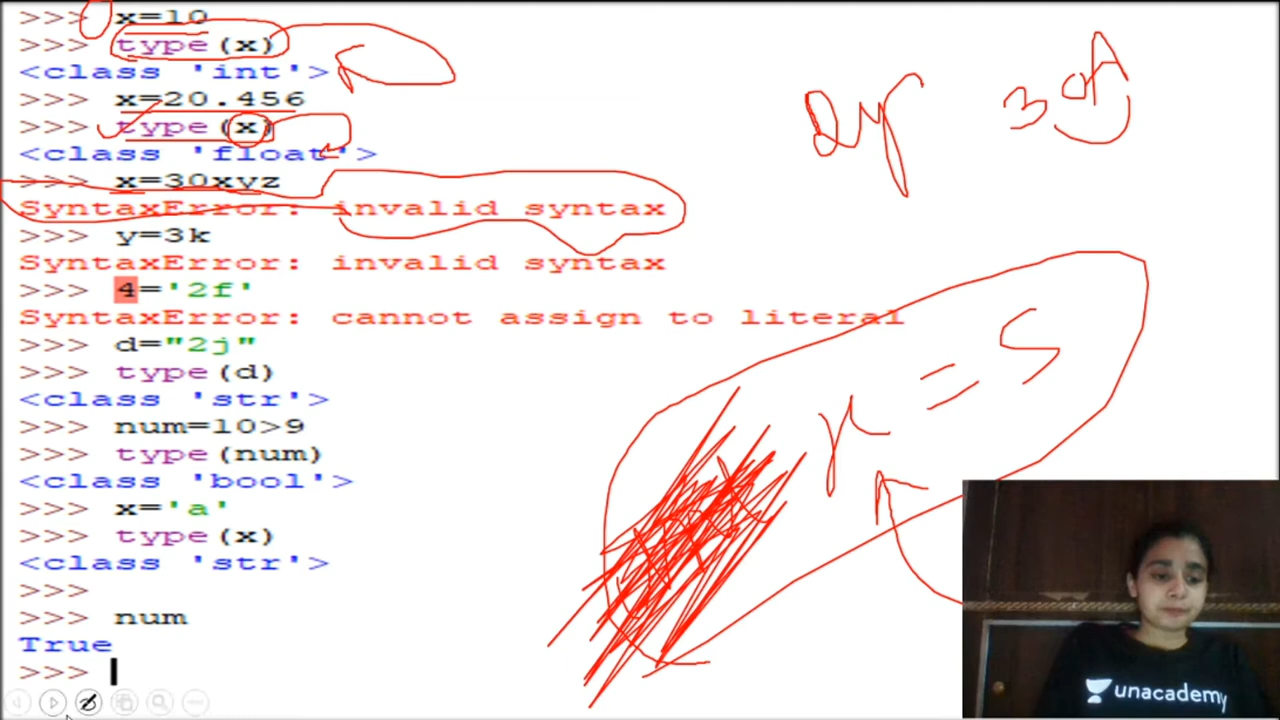 >>> x=10
>>> type(x)
<class 'int'>
>>> x=20.456
>>> type(x)
<class 'float'>
>>> x=30xyz
SyntaxError: invalid syntax
>>> y=3k
SyntaxError: invalid syntax
>>> 4='2f'
SyntaxError: cannot assign to literal
>>> d="2j"
>>> type(d)
<class 'str'>
>>> num=10>9
>>> type(num)
<class 'bool'>
>>> x='a'
>>> type(x)
<class 'str'>
>>>
>>> num
True
>>>
unacademy